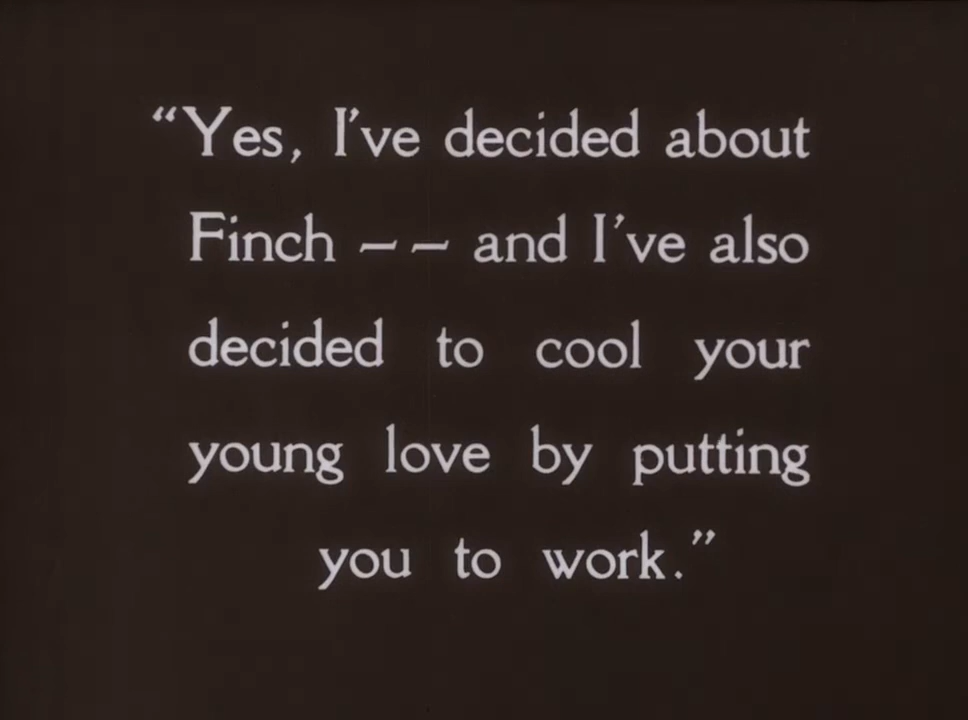 “Yes, I’ve decided about
Finch –– and I’ve also
decided to cool your
young love by putting
you to work.”